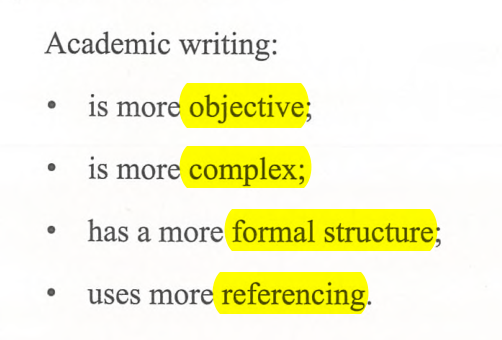 Academic writing:
• is more objective;
• is more complex;
• has a more formal structure;
• uses more referencing.